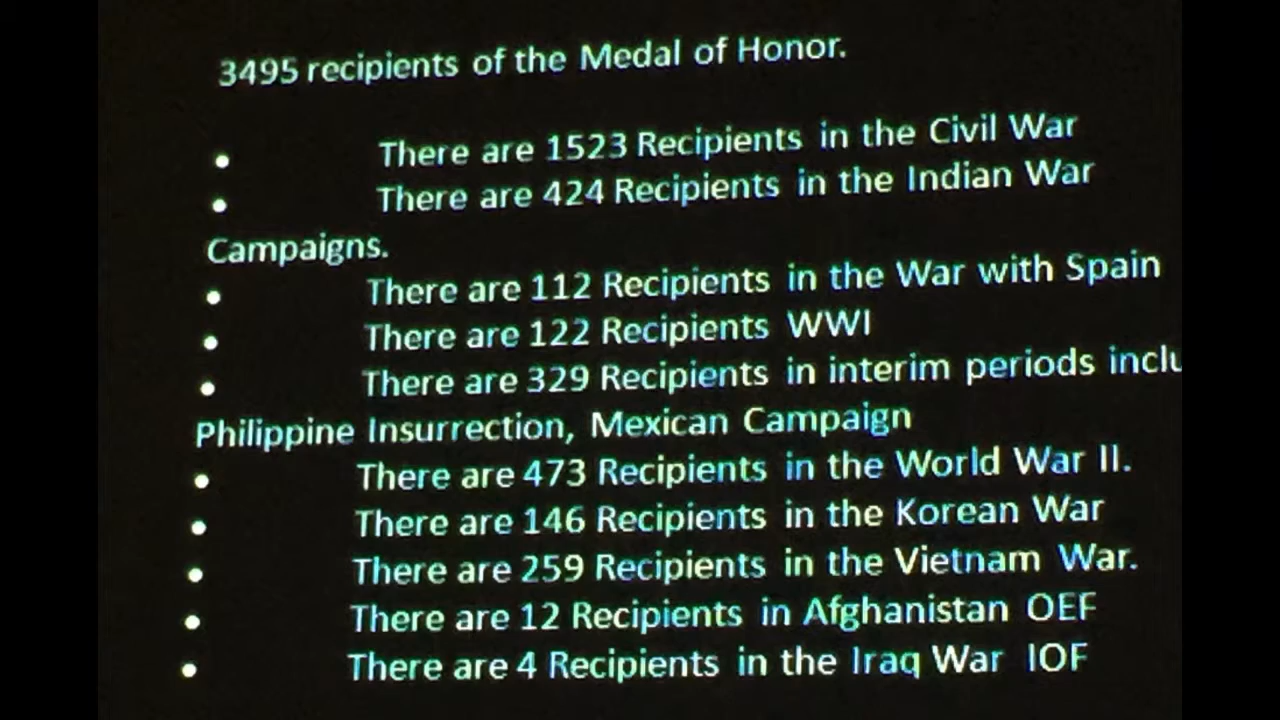 3495 recipients of the Medal of Honor.
• There are 1523 Recipients in the Civil War
• There are 424 Recipients in the Indian War
Campaigns.
• There are 112 Recipients in the War with Spain
• There are 122 Recipients WWI
• There are 329 Recipients in interim periods
Philippine Insurrection, Mexican Campaign
• There are 473 Recipients in the World War II.
• There are 146 Recipients in the Korean War
• There are 259 Recipients in the Vietnam War.
• There are 12 Recipients in Afghanistan OEF
• There are 4 Recipients in the Iraq War IOF